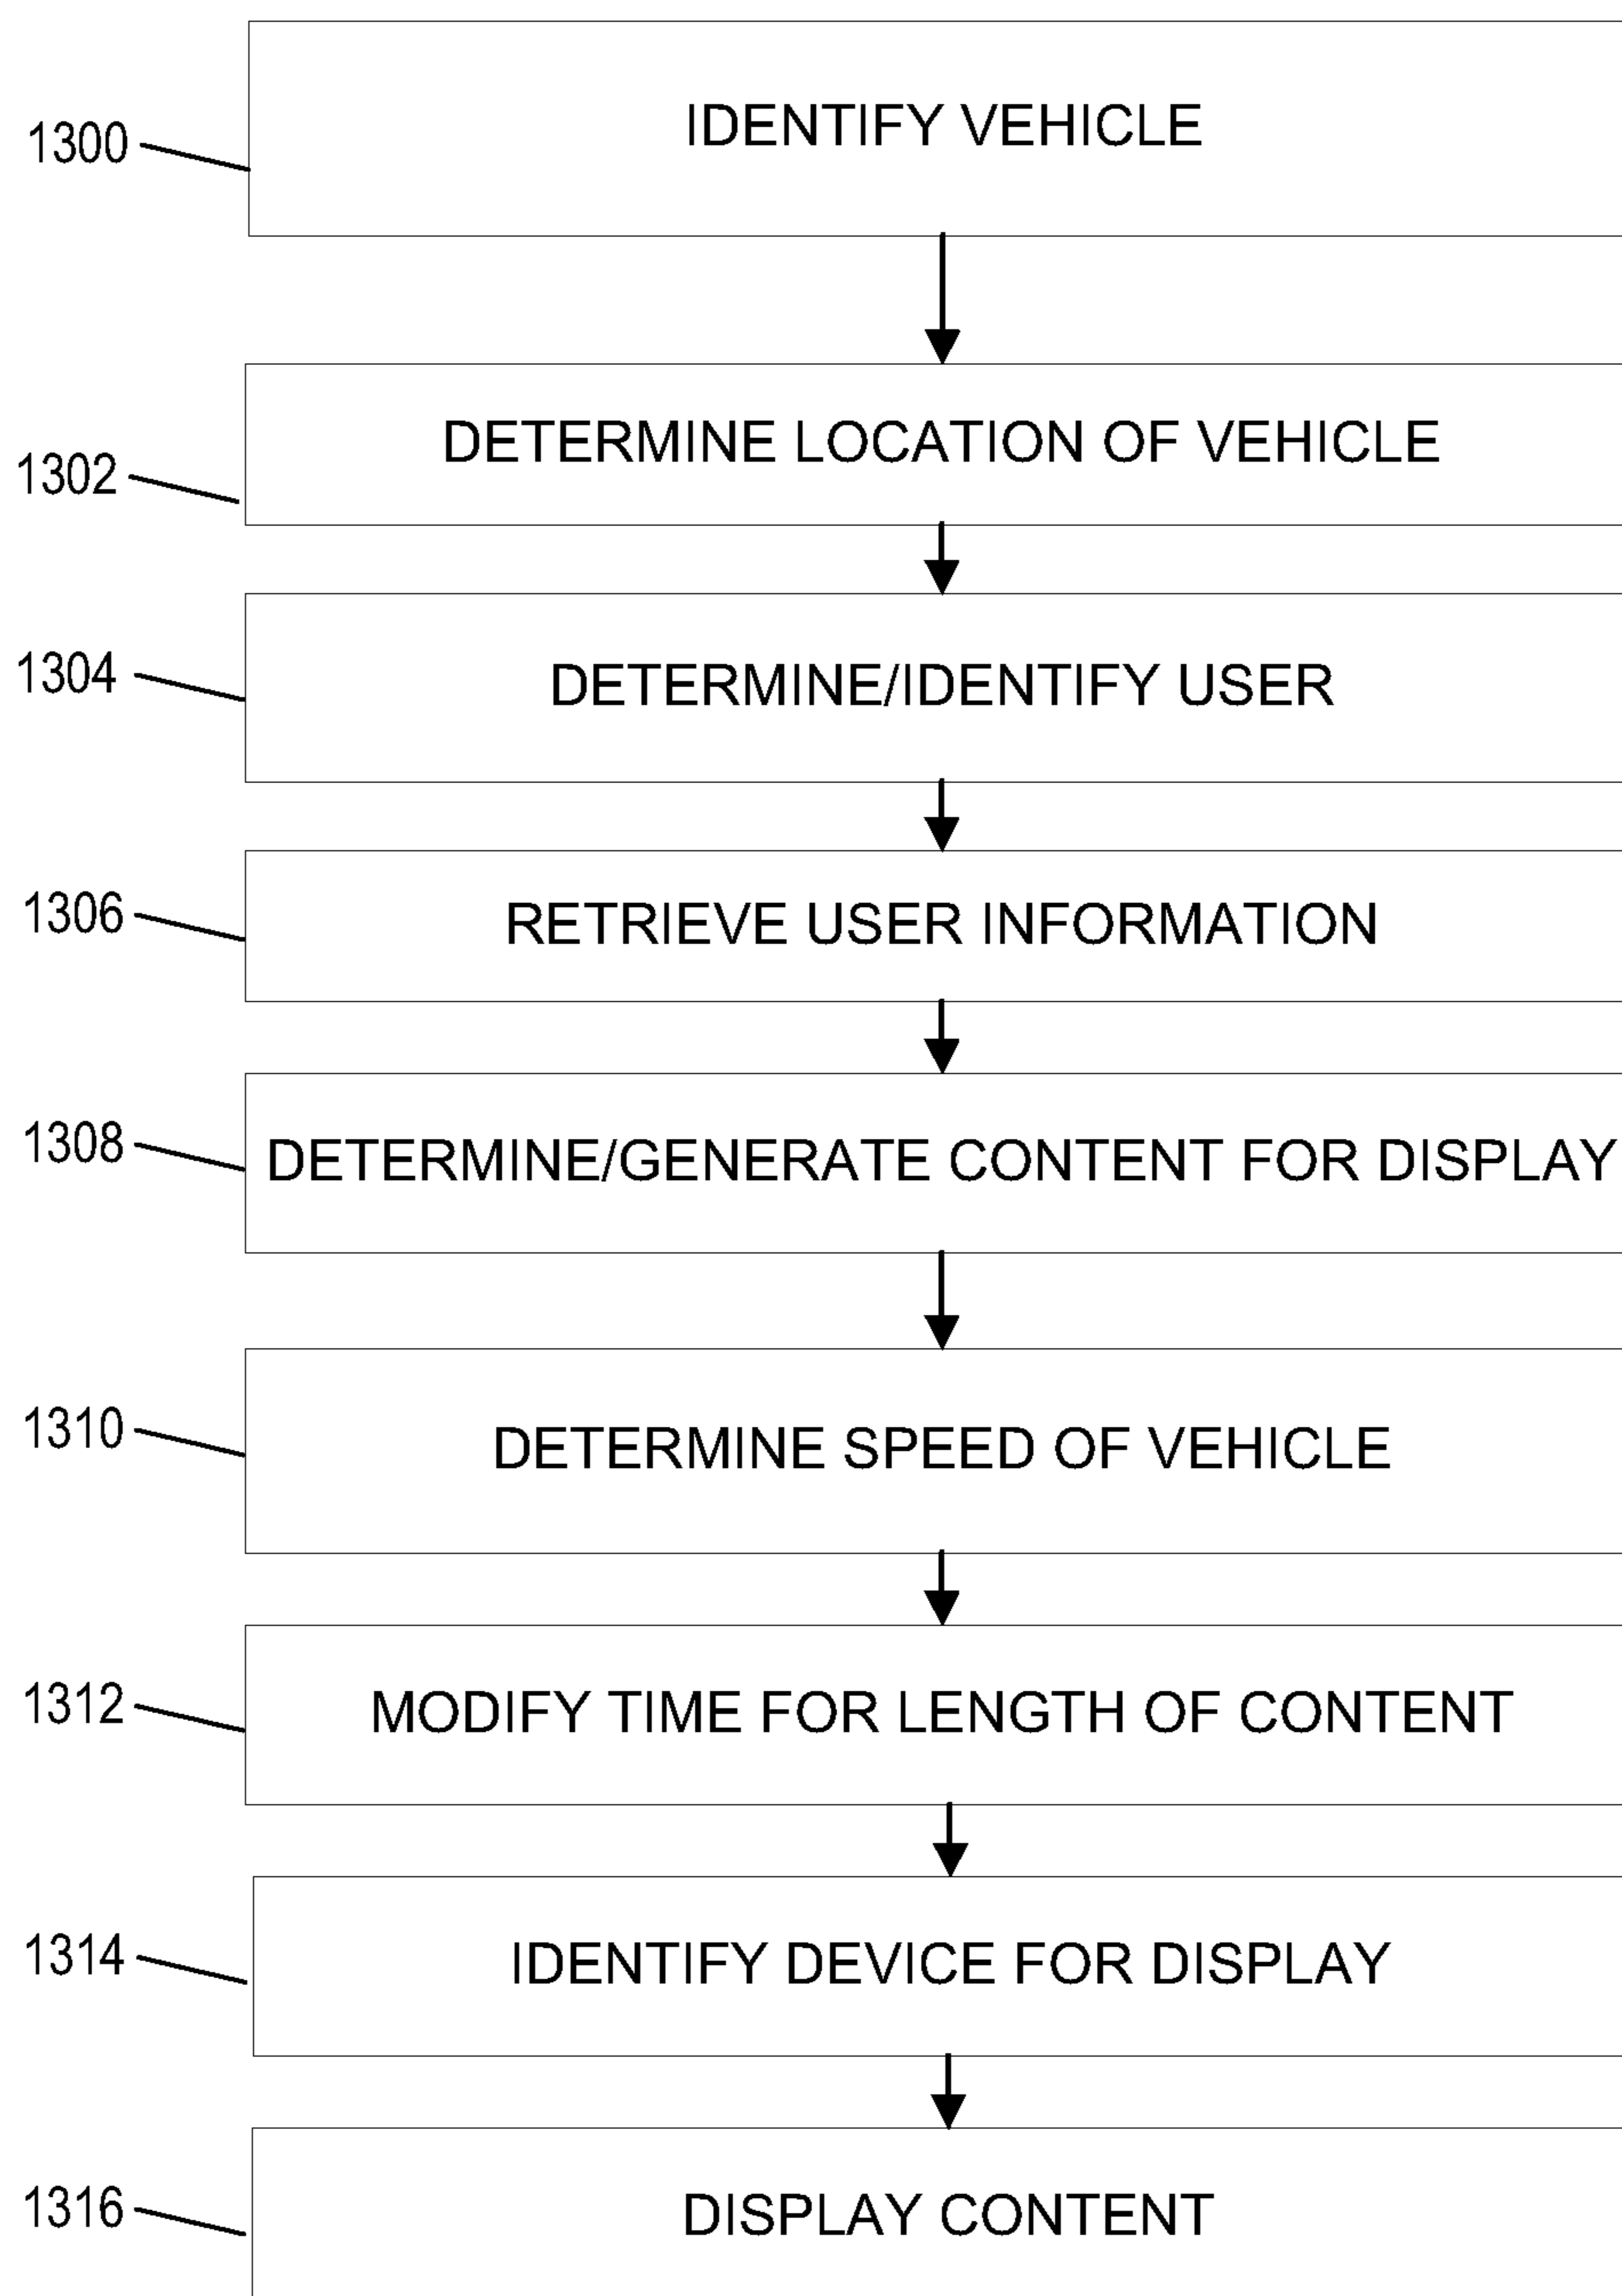 IDENTIFY VEHICLE
1300
DETERMINE LOCATION OF VEHICLE
1302
DETERMINE/IDENTIFY USER
1304
RETRIEVE USER INFORMATION
1306
DETERMINE/GENERATE CONTENT FOR DISPLAY
1308
DETERMINE SPEED OF VEHICLE
1310
MODIFY TIME FOR LENGTH OF CONTENT
1312
IDENTIFY DEVICE FOR DISPLAY
1314
DISPLAY CONTENT
1316